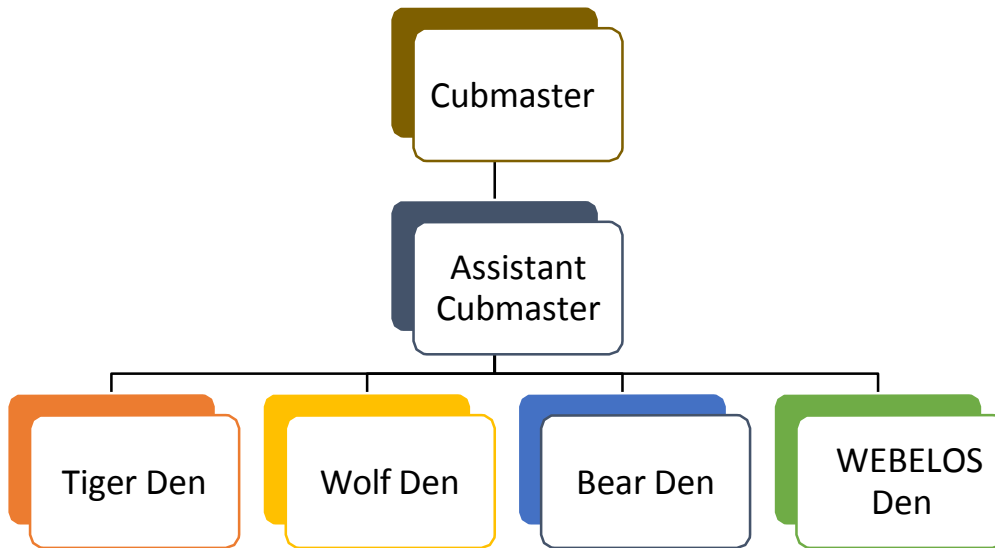 Cubmaster
Assistant
Cubmaster
Tiger Den
Wolf Den
Bear Den
WEBELOS
Den